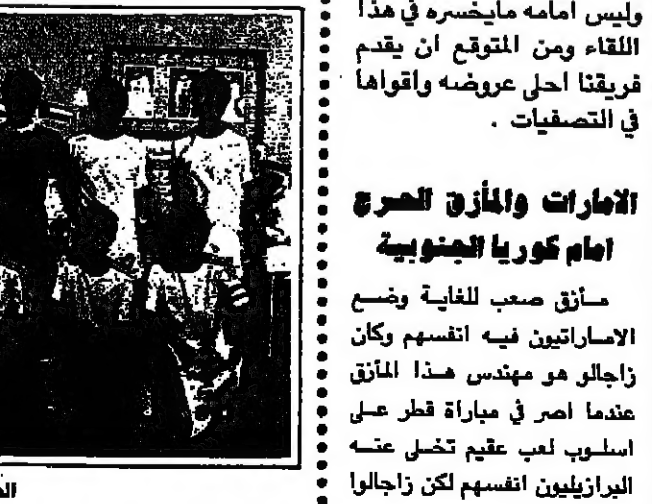 وليس امامه مايخسره في هذا
اللقاء ومن المتوقع ان يقدم
فريقنا احلى عروضه واقواها
في التصفيات .
الامارات والمأزق الحرج
امام كوريا الجنوبية
مأزق صعب للغاية وضع
الاماراتيون فيه انفسهم وكان
زاجالو هو مهندس هذا المأزق
عندما اصر في مباراة قطر على
اسلوب لعب عقيم تخلى عنه
البرازيليون انفسهم لكن زاجالوا